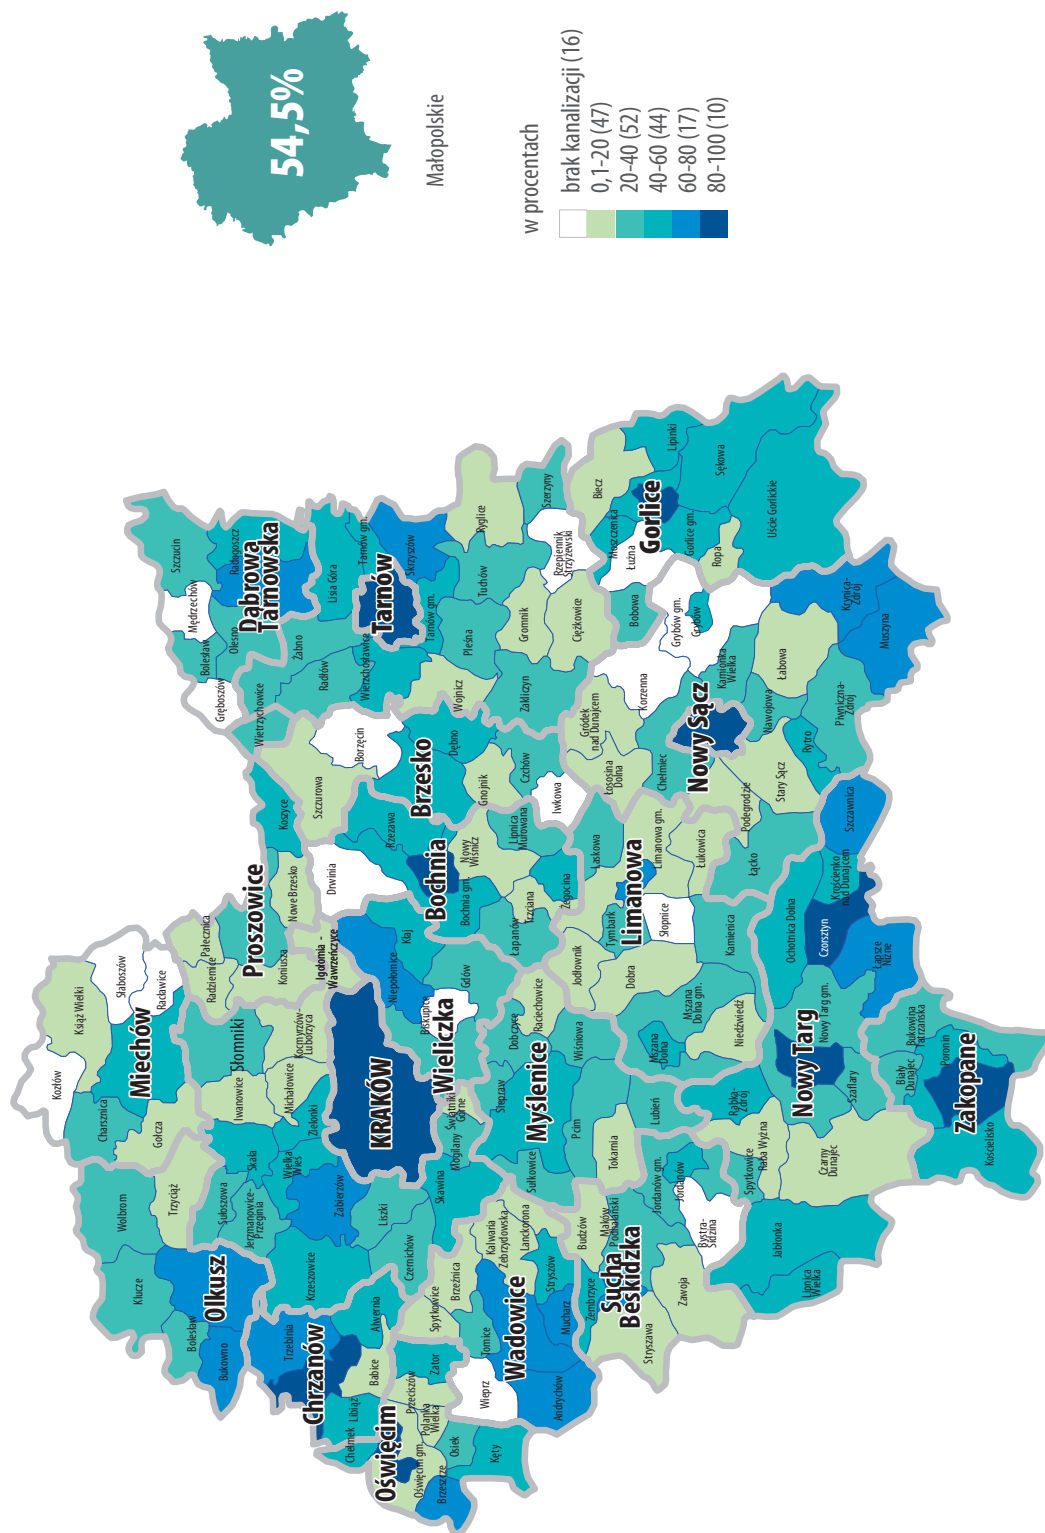 54,5%
Małopolskie
w procentach
brak kanalizacji (16)
0,1-20 (47)
20-40 (52)
40-60 (44)
60-80 (17)
80-100 (10)
Kozłów
Książ Wielki
Słaboszów
Racławice
Miechów
Charsznica
Gołcza
Wolbrom
Trzyciąż
Klucze
Olkusz
Bolesław
Bukowno
Sułoszowa
Jerzmanowice-
Przeginia
Skała
Wielka
Wieś
Zielonki
Iwanowice
Słomniki
Michałowice
Kocmyrzów-
Luborzyca
Radziemice
Pałecznica
Proszowice
Koniusza
Nowe Brzesko
Koszyce
Igołomia -
Wawrzeńczyce
Zabierzów
Krzeszowice
Liszki
Czernichów
KRAKÓW
Skawina
Mogilany
Świątniki
Górne
Wieliczka
Biskupice
Niepołomice
Kłaj
Gdów
Trzebinia
Chrzanów
Alwernia
Babice
Libiąż
Chełmek
Oświęcim
Oświęcim gm.
Brzeszcze
Przeciszów
Polanka
Wielka
Zator
Osiek
Kęty
Wieprz
Andrychów
Wadowice
Tomice
Spytkowice
Brzeźnica
Kalwaria
Zebrzydowska
Lanckorona
Stryszów
Mucharz
Zembrzyce
Sucha
Beskidzka
Budzów
Maków
Podhalański
Stryszawa
Zawoja
Jordanów gm.
Jordanów
Bystra-
Sidzina
Sułkowice
Myślenice
Siepraw
Dobczyce
Raciechowice
Wiśniowa
Pcim
Tokarnia
Lubień
Drwinia
Bochnia
Bochnia gm.
Rzezawa
Nowy
Wiśnicz
Łapanów
Trzciana
Żegocina
Lipnica
Murowana
Szczurowa
Borzęcin
Brzesko
Dębno
Gnojnik
Czchów
Iwkowa
Mędrzechów
Szczucin
Bolesław
Olesno
Gręboszów
Dąbrowa
Tarnowska
Radogoszcz
Wietrzychowice
Żabno
Radłów
Lisia Góra
Wierzchosławice
Tarnów
Tarnów gm.
Tarnów gm.
Skrzyszów
Wojnicz
Pleśna
Tuchów
Ryglice
Szerzyny
Zakliczyn
Gromnik
Ciężkowice
Rzepiennik
Strzyżewski
Biecz
Lipinki
Moszczenka
Łużna
Bobowa
Gorlice
Gorlice gm.
Sękowa
Ropa
Uście Gorlickie
Jodłownik
Tymbark
Laskowa
Limanowa
Limanowa gm.
Dobra
Słopnice
Łukowica
Kamienica
Mszana
Dolna
Mszana
Dolna gm.
Niedźwiedź
Łososina
Dolna
Gródek
nad Dunajcem
Korzenna
Grybów gm.
Grybów
Chełmiec
Nowy Sącz
Kamionka
Wielka
Podegrodzie
Stary Sącz
Nawojowa
Łabowa
Łącko
Rytro
Piwniczna-
Zdrój
Krynica-
Zdrój
Muszyna
Rabka-
Zdrój
Spytkowice
Raba Wyżna
Jabłonka
Lipnica
Wielka
Czarny
Dunajec
Nowy Targ
Nowy Targ gm.
Szaflary
Ochotnica Dolna
Czorsztyn
Krościenko
nad Dunajcem
Szczawnica
Łapsze
Niżne
Bukowina
Tatrzańska
Biały
Dunajec
Poronin
Zakopane
Kościelisko